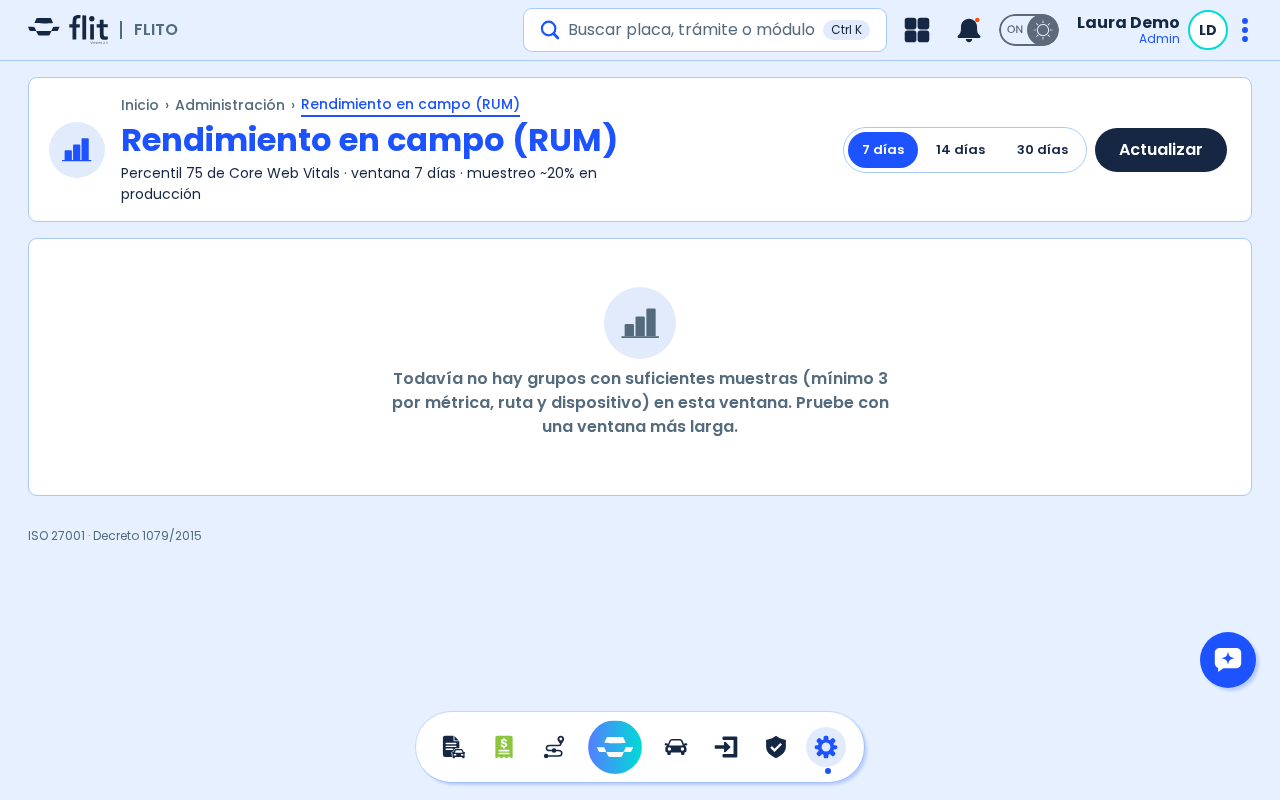 flit
FLITO
Buscar placa, trámite o módulo
Ctrl K
ON
Laura Demo
Admin
LD
Inicio › Administración › Rendimiento en campo (RUM)
Rendimiento en campo (RUM)
Percentil 75 de Core Web Vitals · ventana 7 días · muestreo ~20% en
producción
7 días
14 días
30 días
Actualizar
Todavía no hay grupos con suficientes muestras (mínimo 3
por métrica, ruta y dispositivo) en esta ventana. Pruebe con
una ventana más larga.
ISO 27001 · Decreto 1079/2015